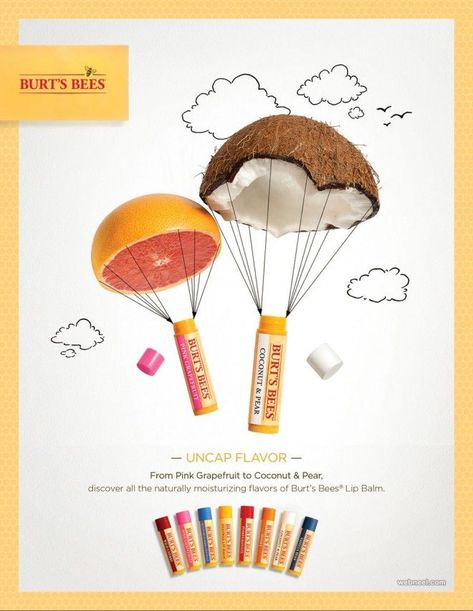 BURT'S BEES
PINK GRAPEFRUIT
BURT'S BEES
COCONUT & PEAR
BURT'S BEES
— UNCAP FLAVOR —
From Pink Grapefruit to Coconut & Pear,
discover all the naturally moisturizing flavors of Burt's Bees® Lip Balm.
BURT'S BEES
BURT'S BEES
BURT'S BEES
BURT'S BEES
BURT'S BEES
BURT'S BEES
BURT'S BEES
BURT'S BEES
webneel.com